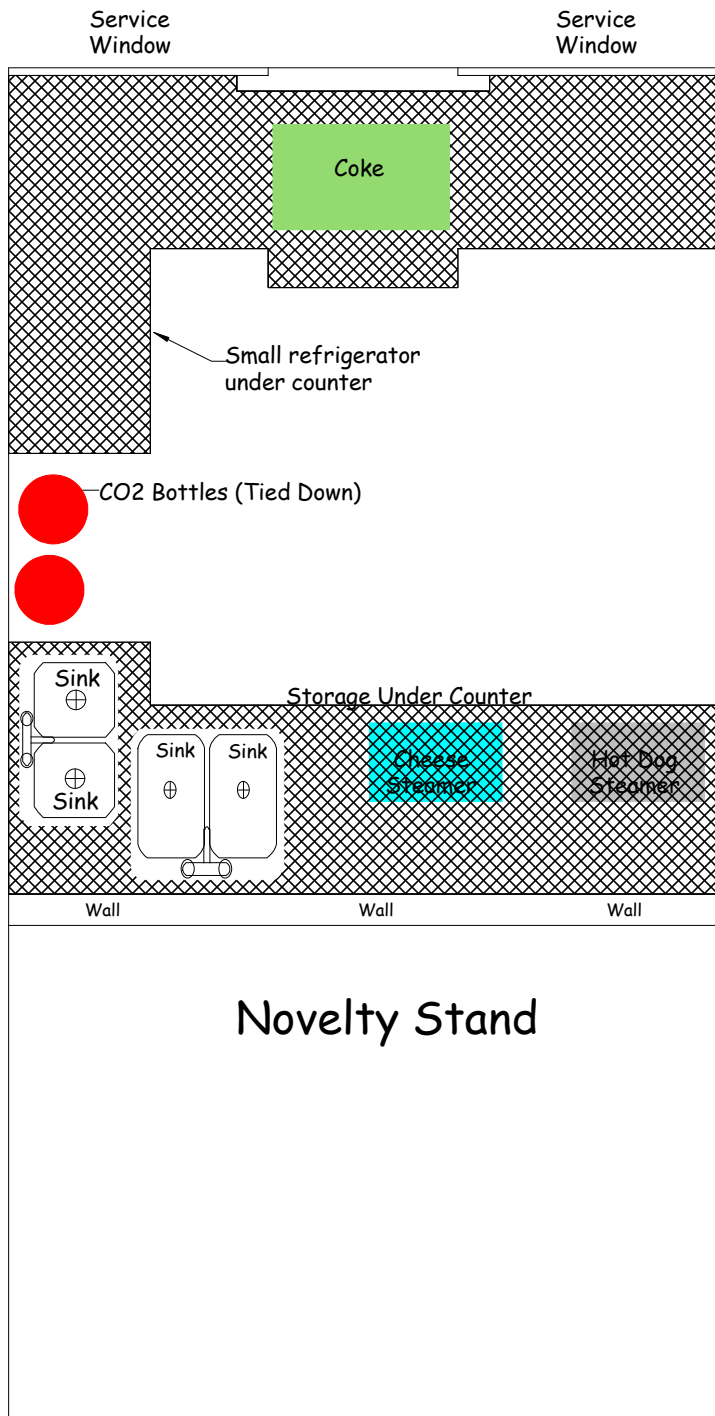 Service
Window
Service
Window
Coke
Small refrigerator
under counter
CO2 Bottles (Tied Down)
Sink
Sink
Storage Under Counter
Sink
Sink
Cheese
Steamer
Hot Dog
Steamer
Wall
Wall
Wall
Novelty Stand